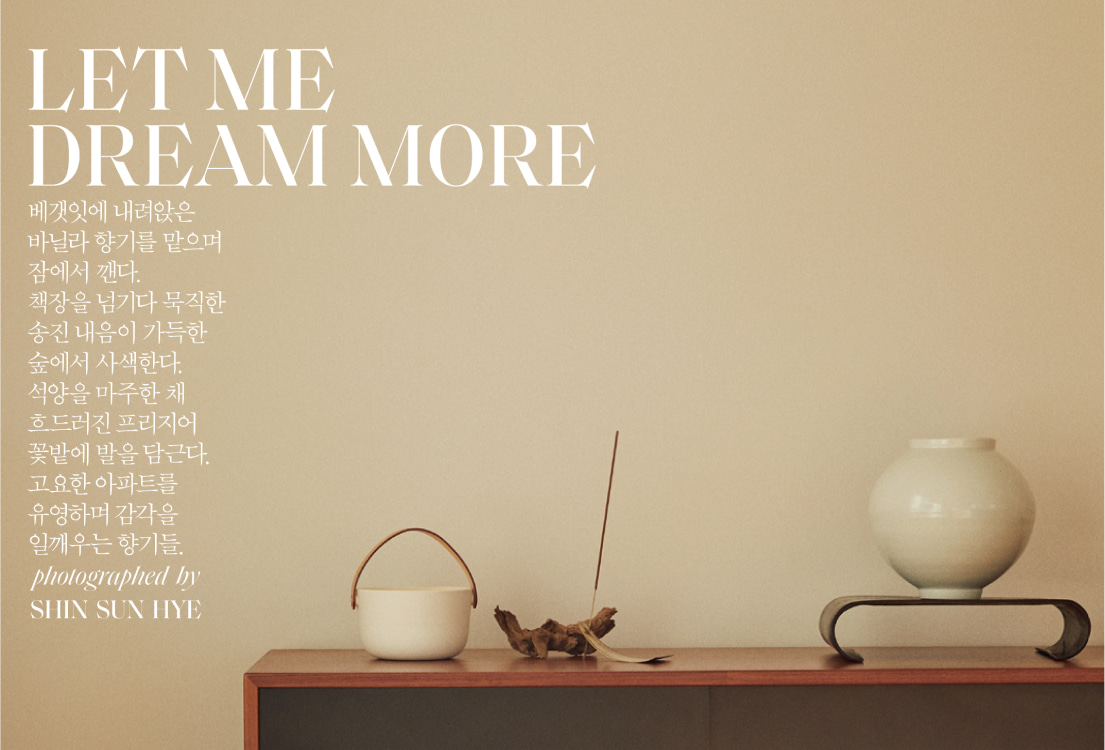 LET ME
DREAM MORE
베갯잇에 내려앉은
바닐라 향기를 맡으며
잠에서 깬다.
책장을 넘기다 묵직한
송진 내음이 가득한
숲에서 사색한다.
석양을 마주한 채
흐드러진 프리지어
꽃밭에 발을 담근다.
고요한 아파트를
유영하며 감각을
일깨우는 향기들.
photographed by
SHIN SUN HYE